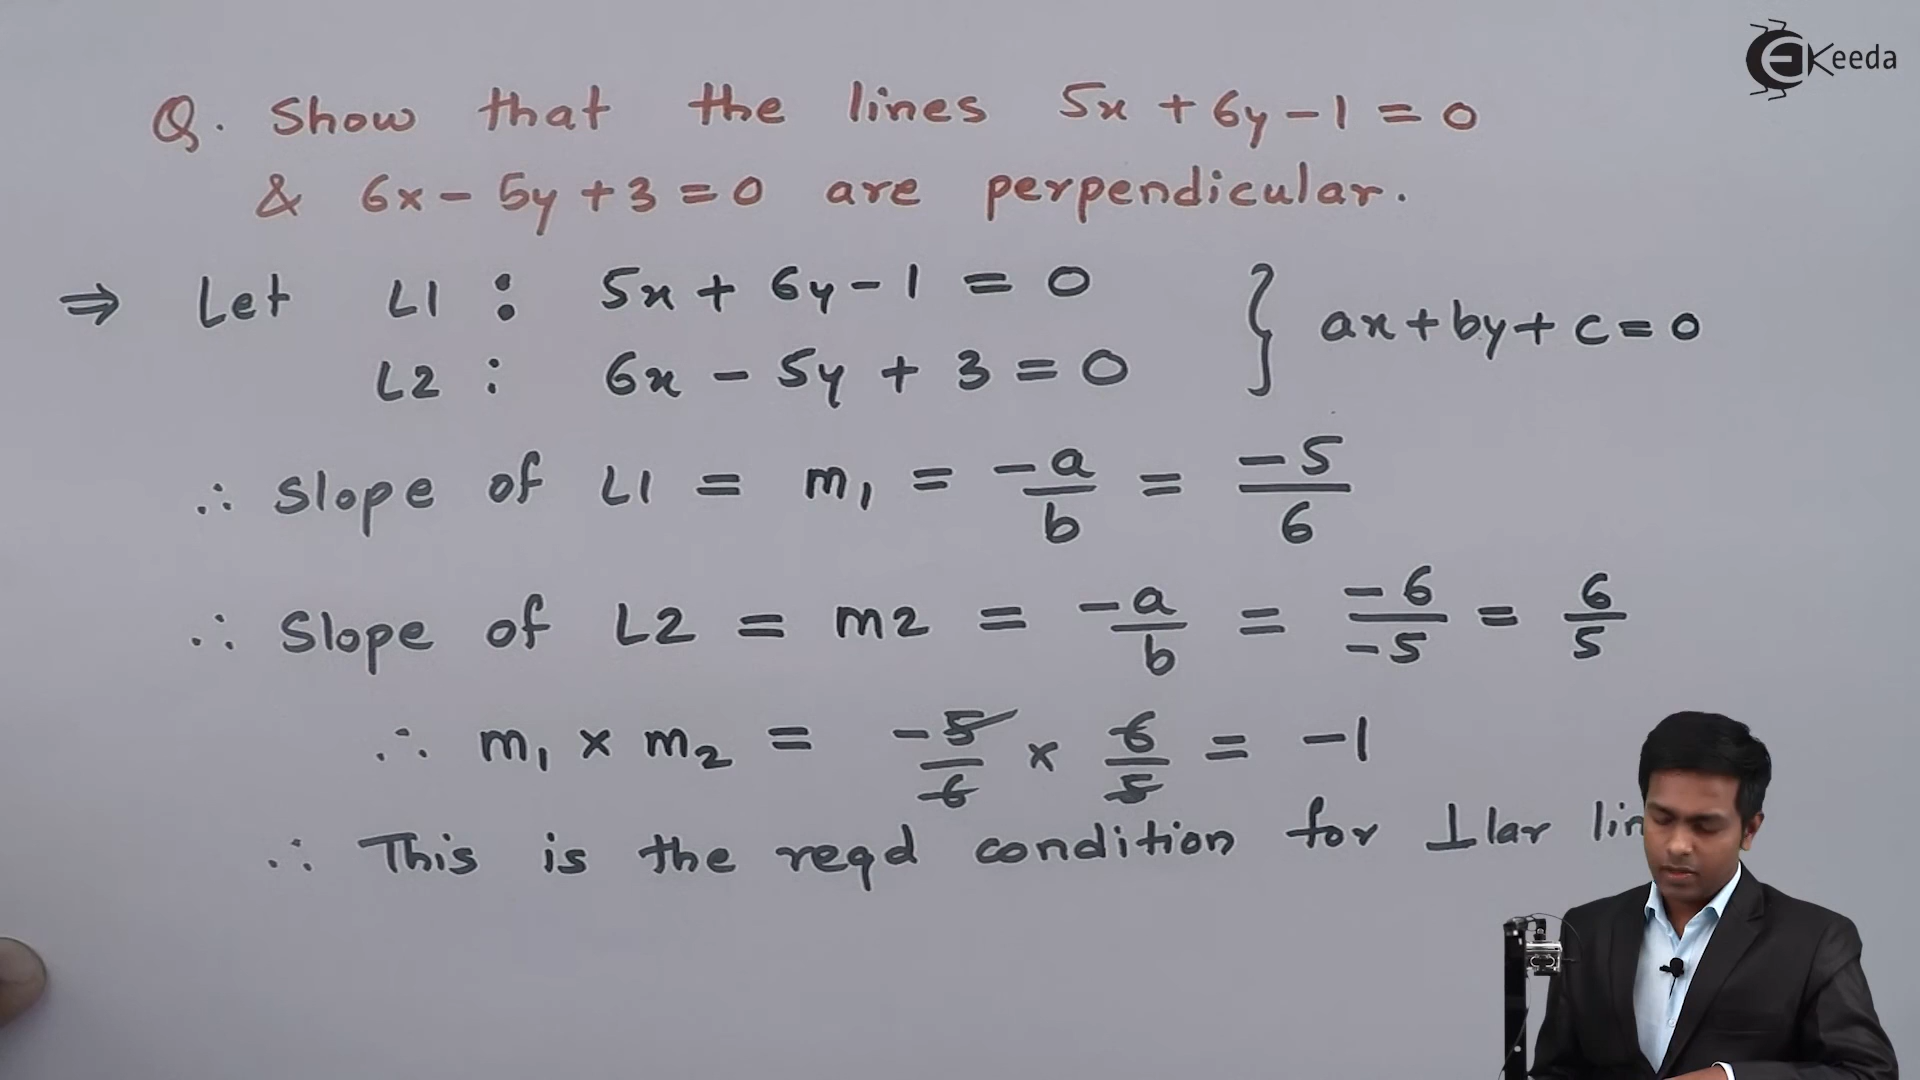 EKeeda
Q. Show that the lines 5x + 6y - 1 = 0
& 6x - 5y + 3 = 0 are perpendicular.
⇒ Let L1 : 5x + 6y - 1 = 0
L2 : 6x - 5y + 3 = 0 } ax + by + c = 0
∴ Slope of L1 = m₁ = -a/b = -5/6
∴ Slope of L2 = m2 = -a/b = -6/-5 = 6/5
∴ m₁ × m₂ = -5/6 × 6/5 = -1
∴ This is the reqd condition for ⊥lar